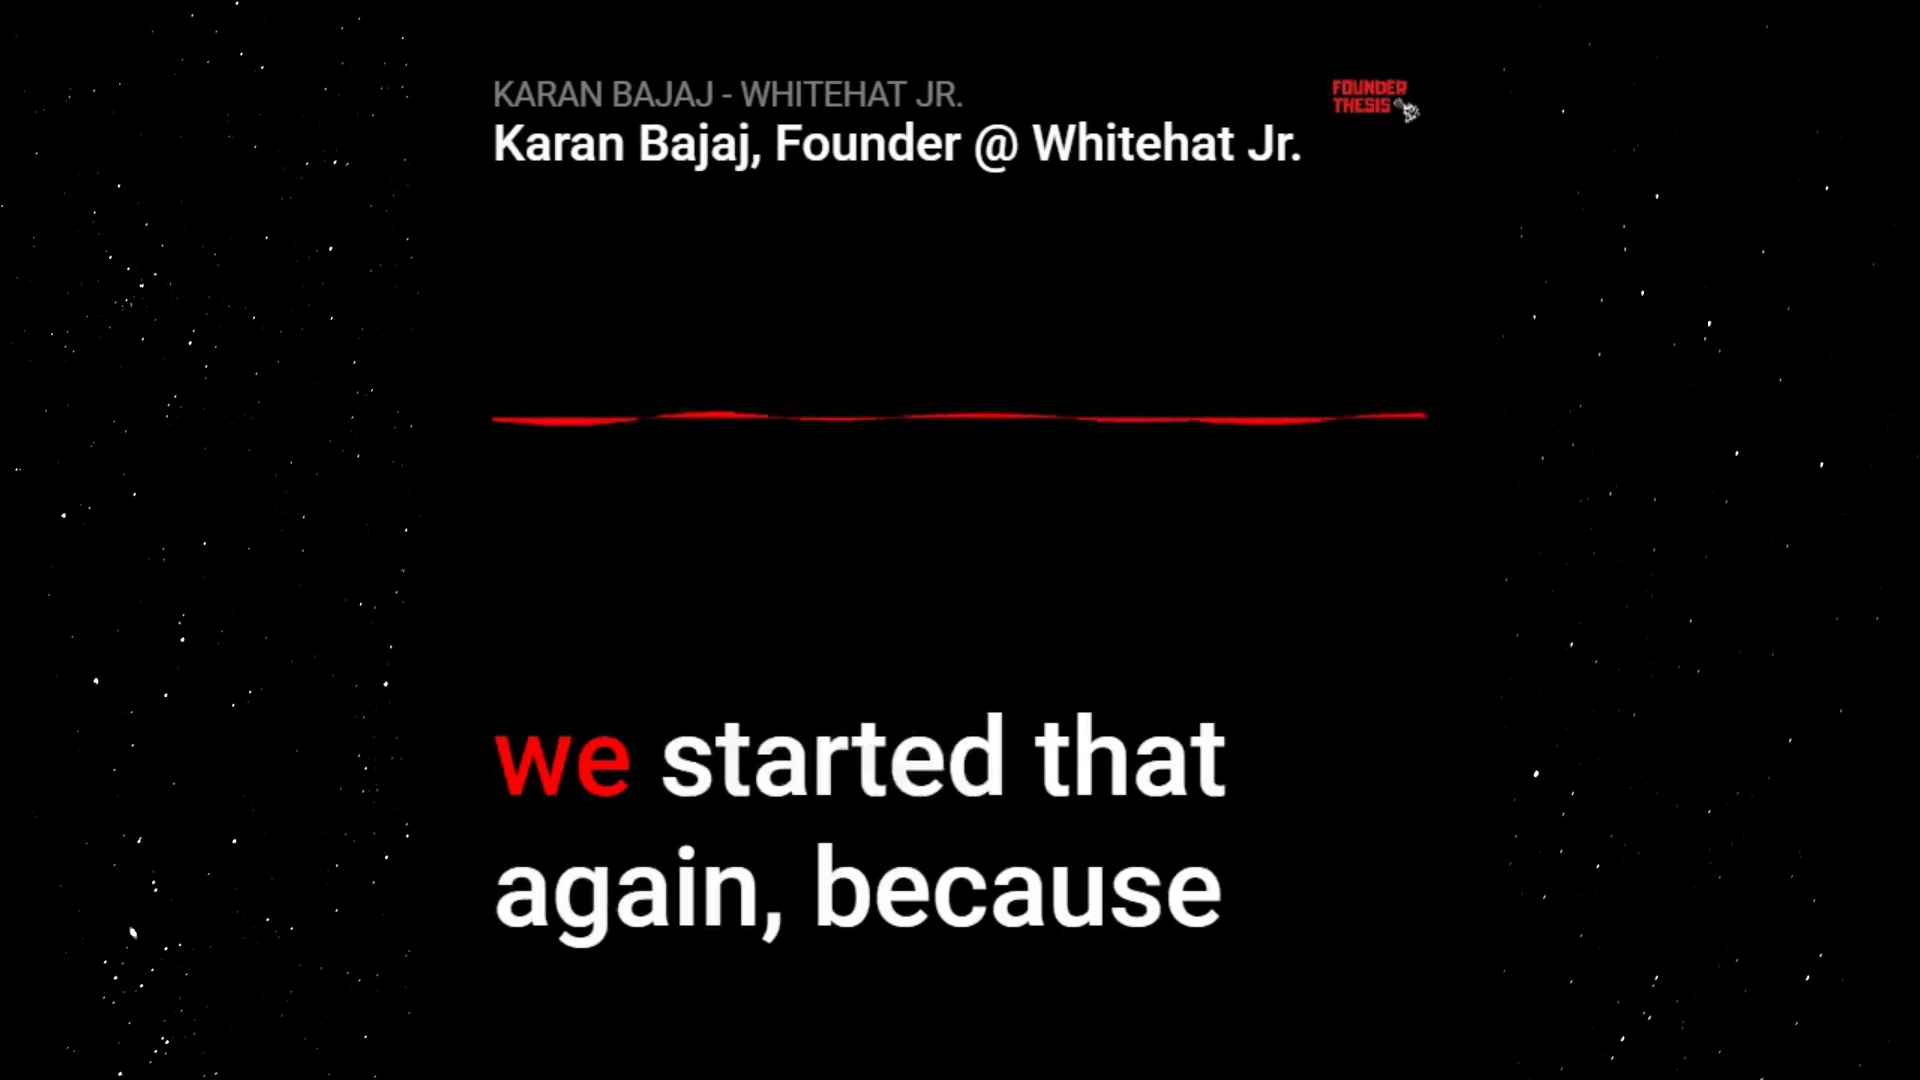 KARAN BAJAJ - WHITEHAT JR.
Karan Bajaj, Founder @ Whitehat Jr.
FOUNDER
THESIS
we started that
again, because